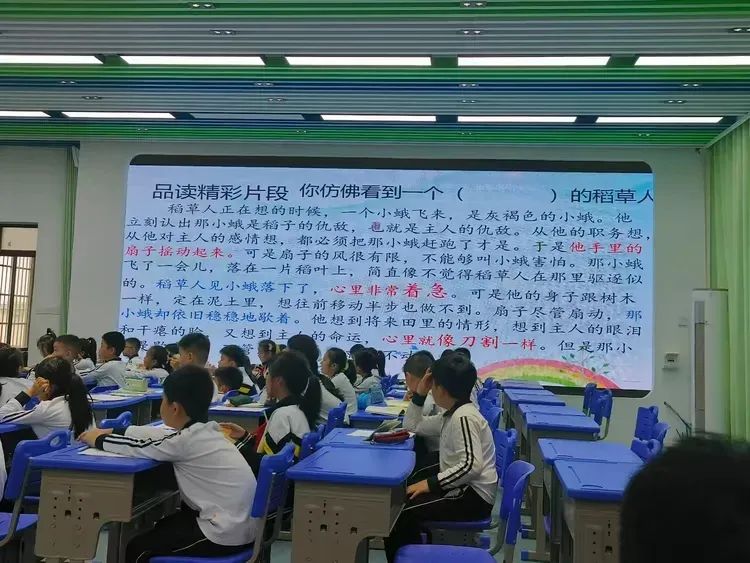 品读精彩片段 你仿佛看到一个（ ）的稻草人
稻草人正在想的时候，一个小蛾飞来，是灰褐色的小蛾。他
立刻认出那小蛾是稻子的仇敌，也就是主人的仇敌。从他的职务想，
从他对主人的感情想，都必须把那小蛾赶跑了才是。于是他手里的
扇子摇动起来。可是扇子的风很有限，不能够叫小蛾害怕。那小蛾
飞了一会儿，落在一片稻叶上，简直像不觉得稻草人在那里驱逐似
的。稻草人见小蛾落下了，心里非常着急。可是他的身子跟树木
一样，定在泥土里，想往前移动半步也做不到。扇子尽管扇动，那小
蛾却依旧稳稳地歇着。他想到将来田里的情形，想到主人的眼泪
和干瘪的脸，又想到主人的命运，心里就像刀割一样。但是那小
不动